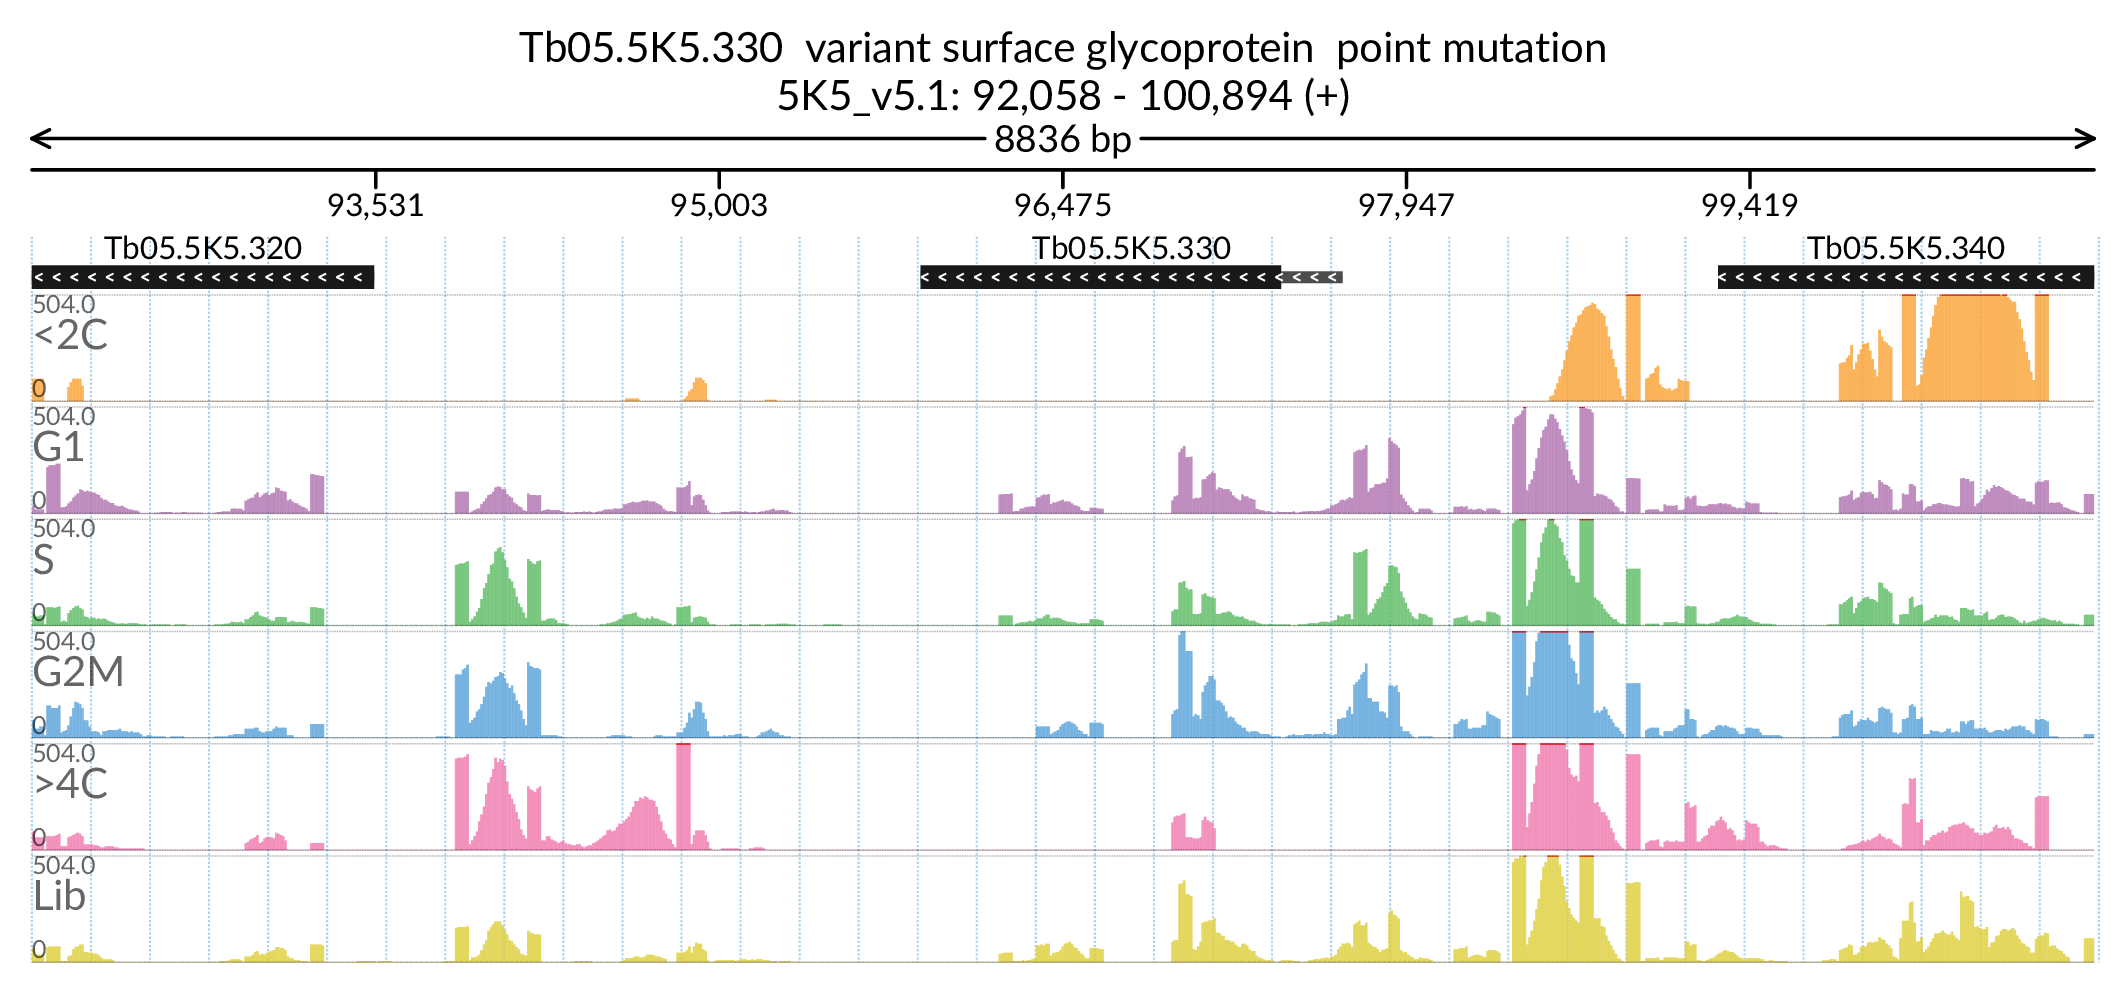 Tb05.5K5.330 variant surface glycoprotein point mutation
5K5_v5.1: 92,058 - 100,894 (+)
8836 bp
93,531 95,003 96,475 97,947 99,419
Tb05.5K5.320 Tb05.5K5.330 Tb05.5K5.340
504.0
<2C
0
504.0
G1
0
504.0
S
0
504.0
G2M
0
504.0
>4C
0
504.0
Lib
0